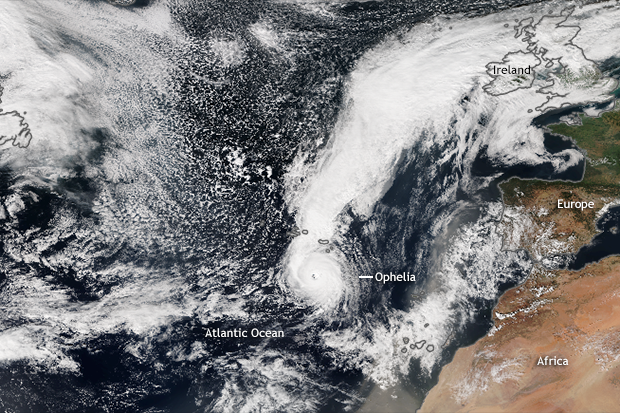 Ireland
Europe
Ophelia
Atlantic Ocean
Africa